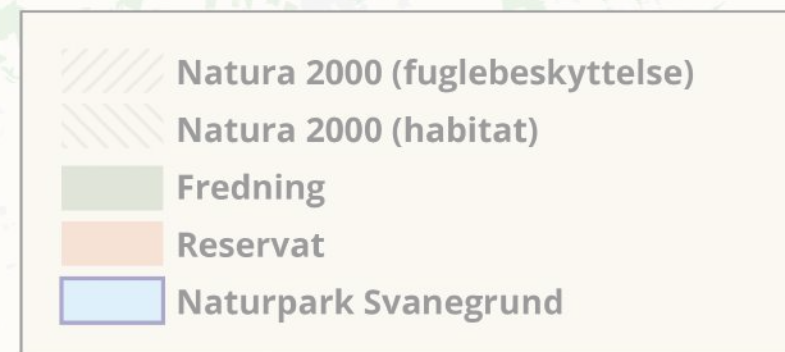 Natura 2000 (fuglebeskyttelse)
Natura 2000 (habitat)
Fredning
Reservat
Naturpark Svanegrund